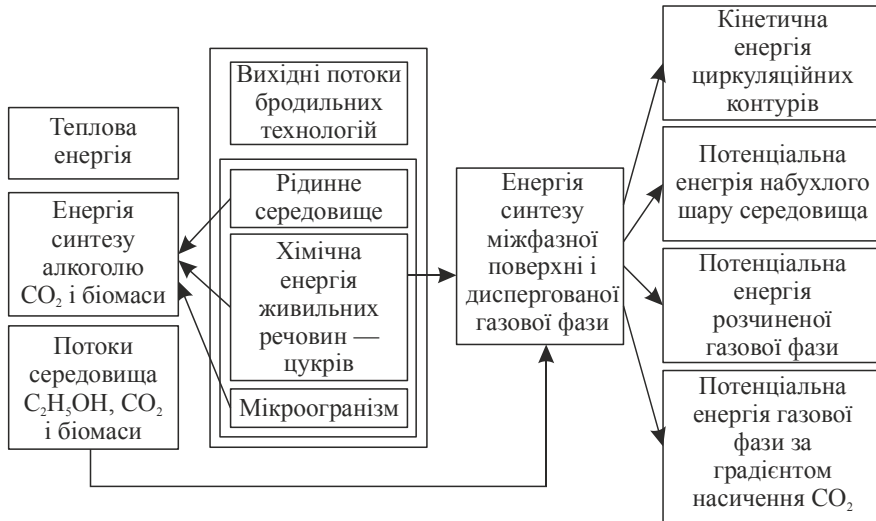 Теплова
енергія
Енергія
синтезу
алкоголю
CO₂ і біомаси
Потоки
середовища
C₂H₅OH, CO₂
і біомаси
Вихідні потоки
бродильних
технологій
Рідинне
середовище
Хімічна
енергія
живильних
речовин —
цукрів
Мікроогранізм
Енергія
синтезу
міжфазної
поверхні і
диспергованої
газової фази
Кінетична
енергія
циркуляційних
контурів
Потенціальна
енегрія набухлого
шару середовища
Потенціальна
енергія
розчиненої
газової фази
Потенціальна
енергія газової
фази за
градієнтом
насичення CO₂